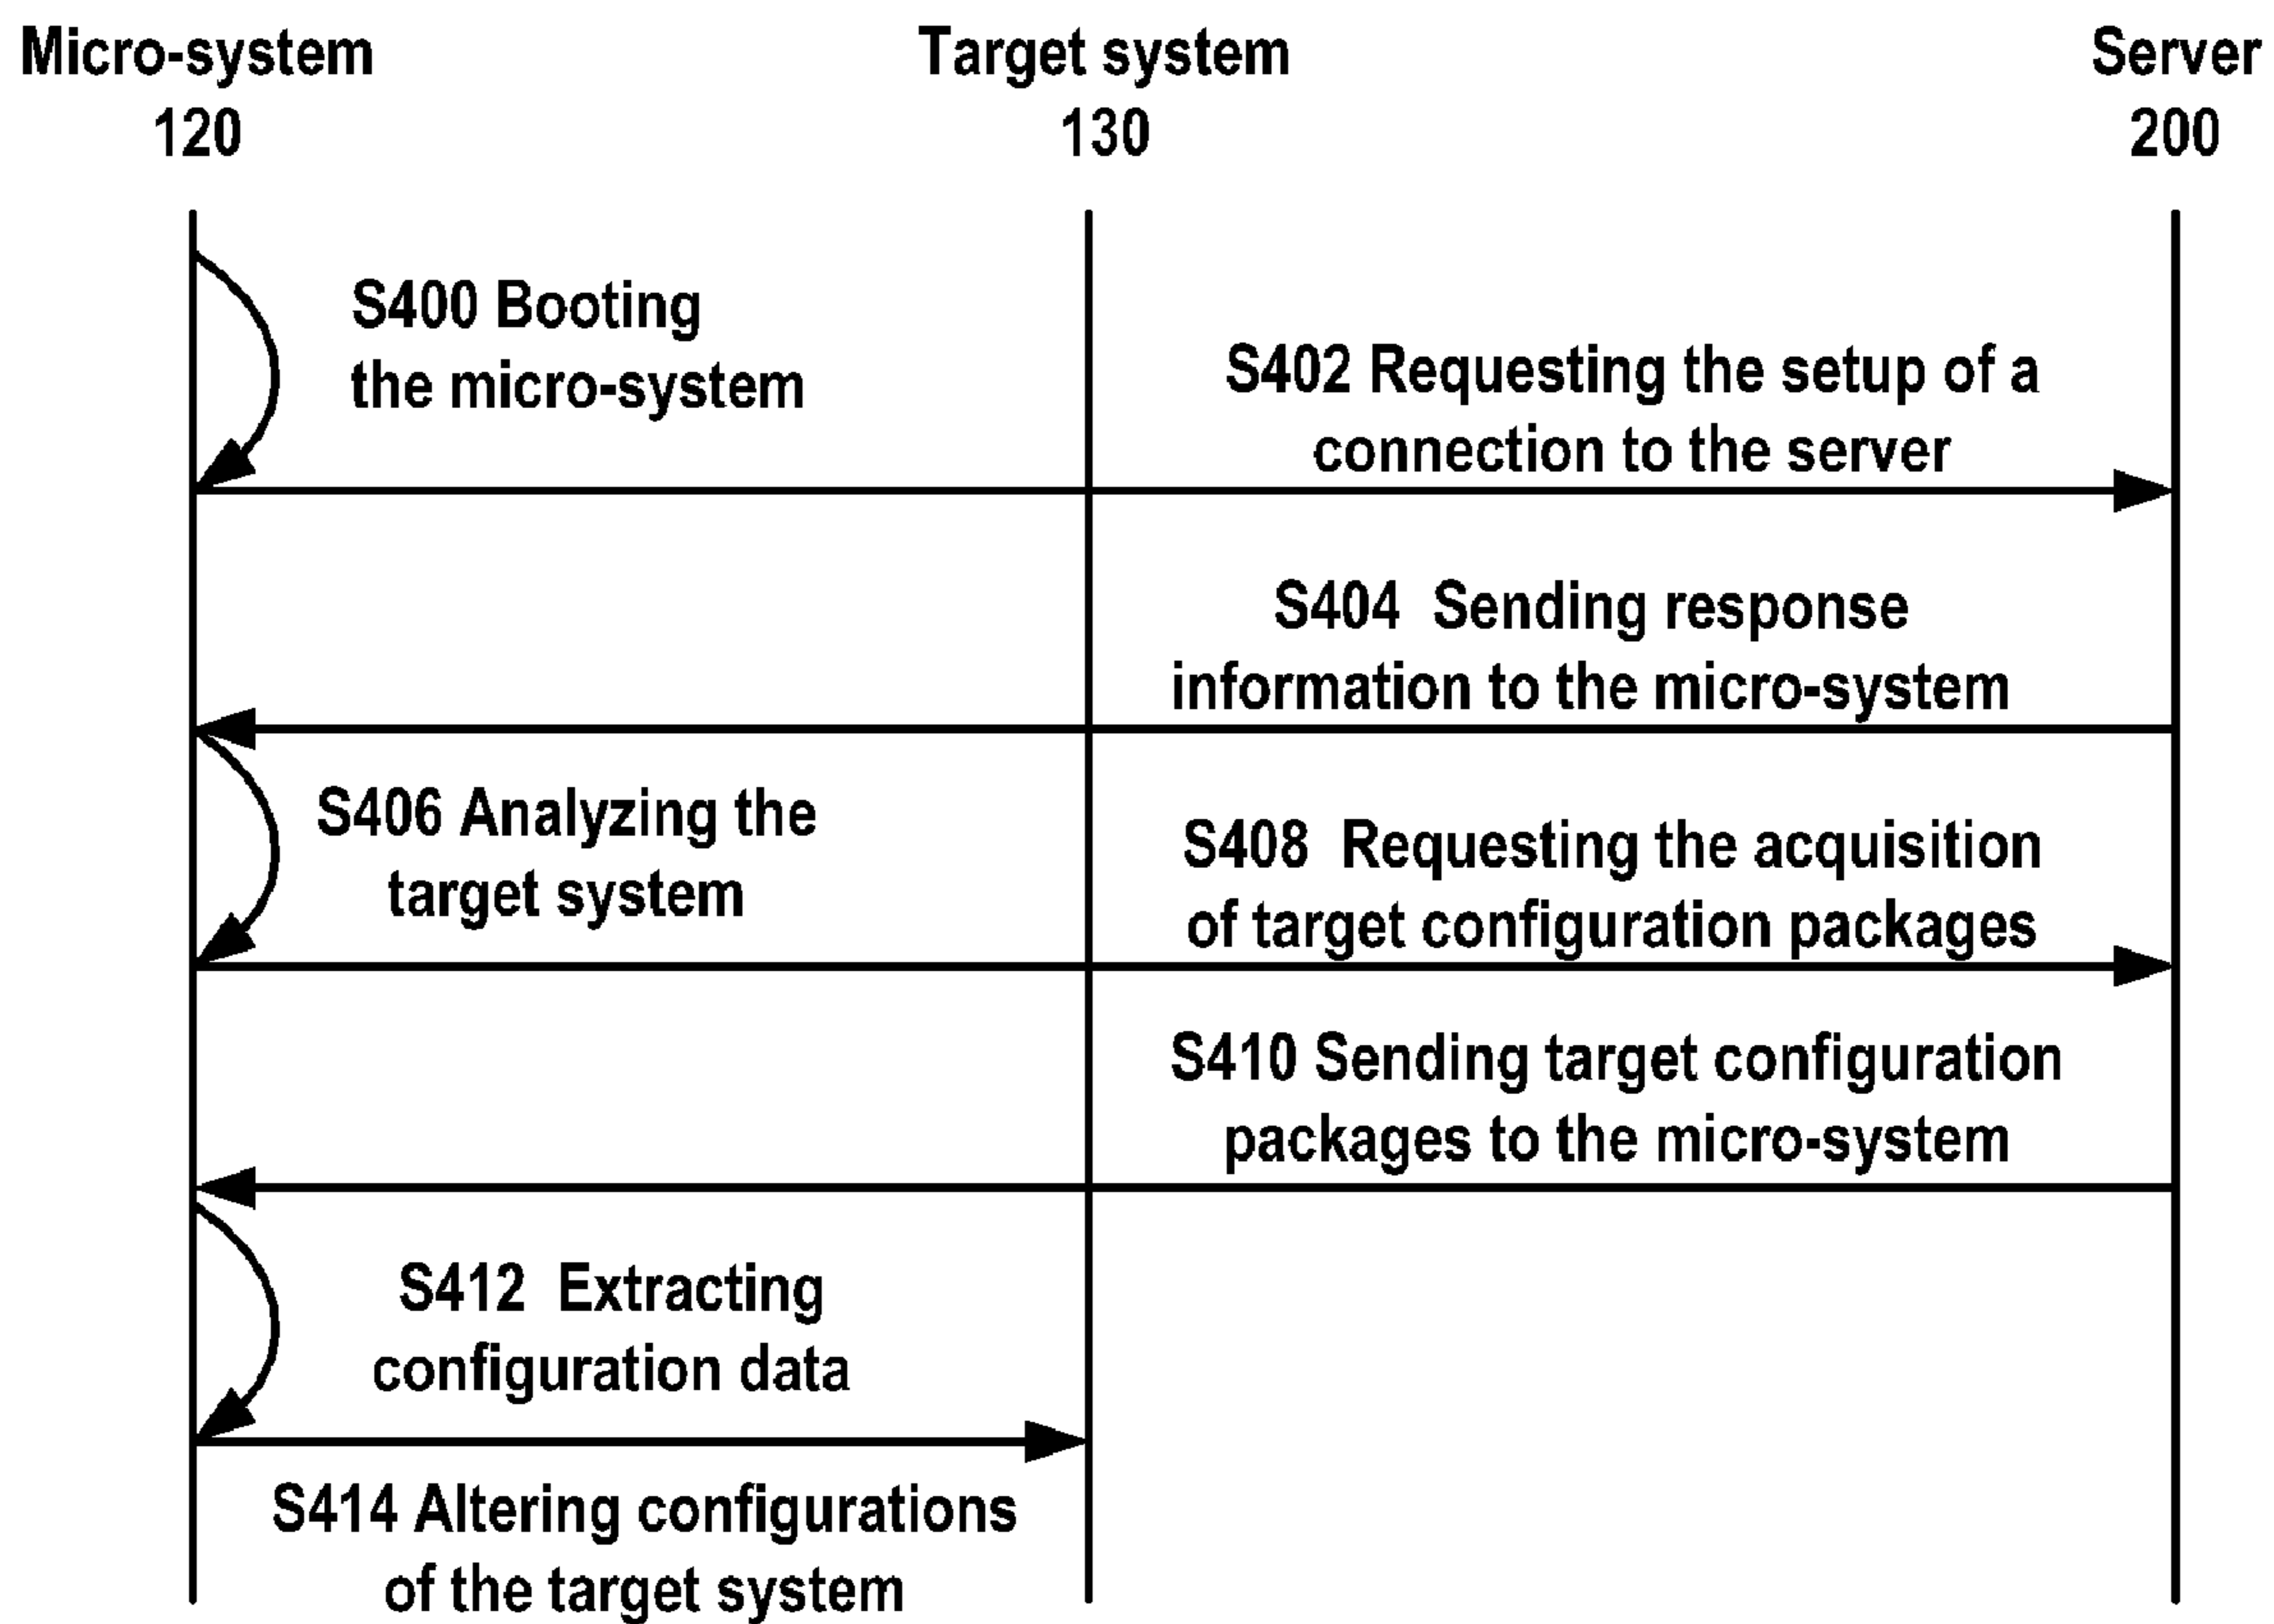 Micro-system
120
Target system
130
Server
200
S400 Booting
the micro-system
S402 Requesting the setup of a
connection to the server
S404 Sending response
information to the micro-system
S406 Analyzing the
target system
S408 Requesting the acquisition
of target configuration packages
S410 Sending target configuration
packages to the micro-system
S412 Extracting
configuration data
S414 Altering configurations
of the target system